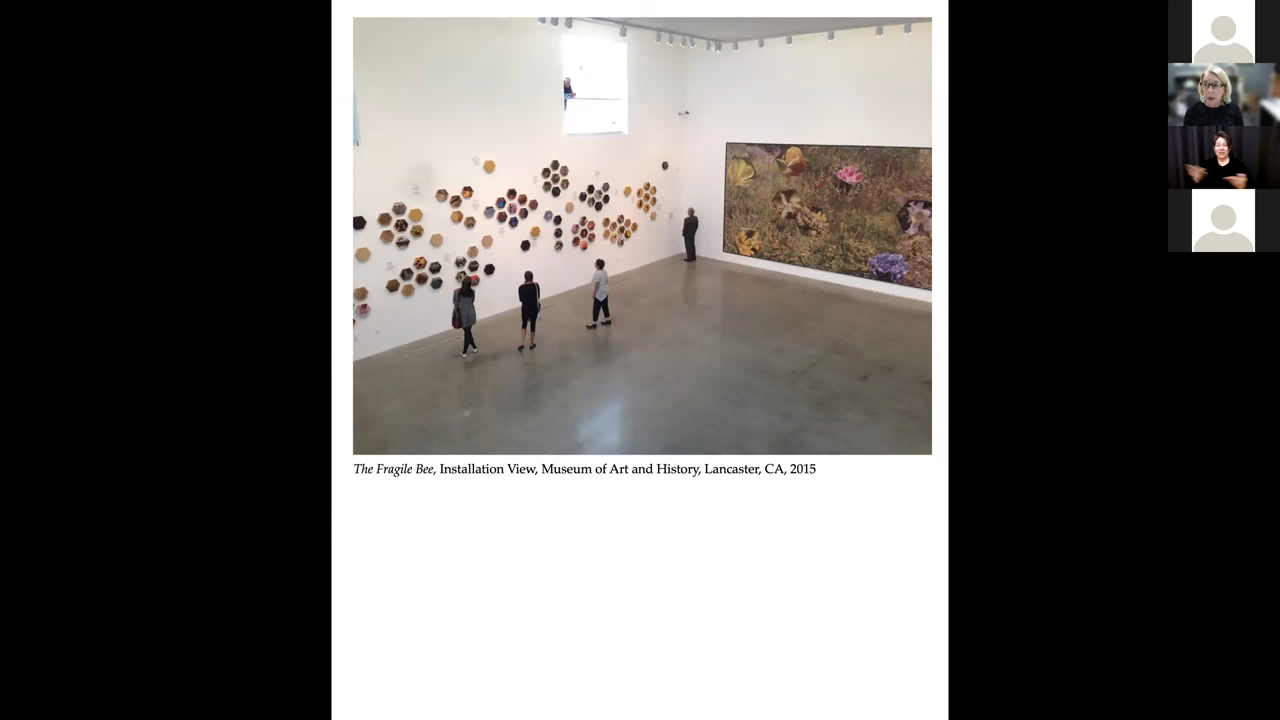 The Fragile Bee, Installation View, Museum of Art and History, Lancaster, CA, 2015